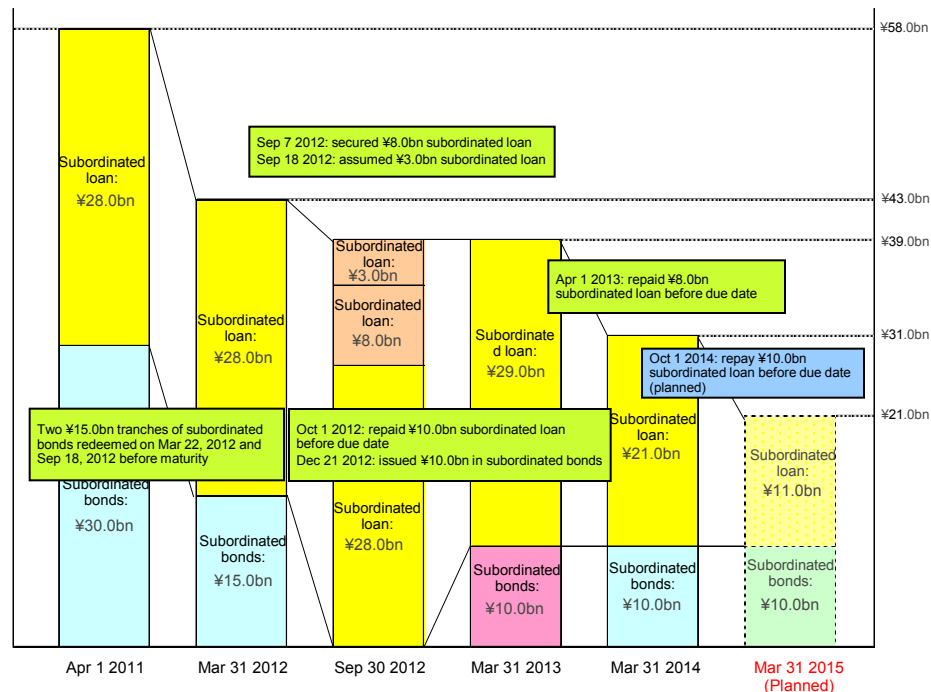 ¥58.0bn
Sep 7 2012: secured ¥8.0bn subordinated loan
Sep 18 2012: assumed ¥3.0bn subordinated loan
Subordinated
loan:
¥28.0bn
¥43.0bn
¥39.0bn
Subordinated
loan:
¥3.0bn
Apr 1 2013: repaid ¥8.0bn
subordinated loan before due date
Subordinated
loan:
¥28.0bn
Subordinated
loan:
¥8.0bn
Subordinate
d loan:
¥29.0bn
¥31.0bn
Oct 1 2014: repay ¥10.0bn
subordinated loan before due date
(planned)
¥21.0bn
Two ¥15.0bn tranches of subordinated
bonds redeemed on Mar 22, 2012 and
Sep 18, 2012 before maturity
Oct 1 2012: repaid ¥10.0bn subordinated loan
before due date
Dec 21 2012: issued ¥10.0bn in subordinated bonds
Subordinated
loan:
¥21.0bn
Subordinated
loan:
¥11.0bn
Subordinated
bonds:
¥30.0bn
Subordinated
loan:
¥28.0bn
Subordinated
bonds:
¥15.0bn
Subordinated
bonds:
¥10.0bn
Subordinated
bonds:
¥10.0bn
Subordinated
bonds:
¥10.0bn
Apr 1 2011
Mar 31 2012
Sep 30 2012
Mar 31 2013
Mar 31 2014
Mar 31 2015
(Planned)